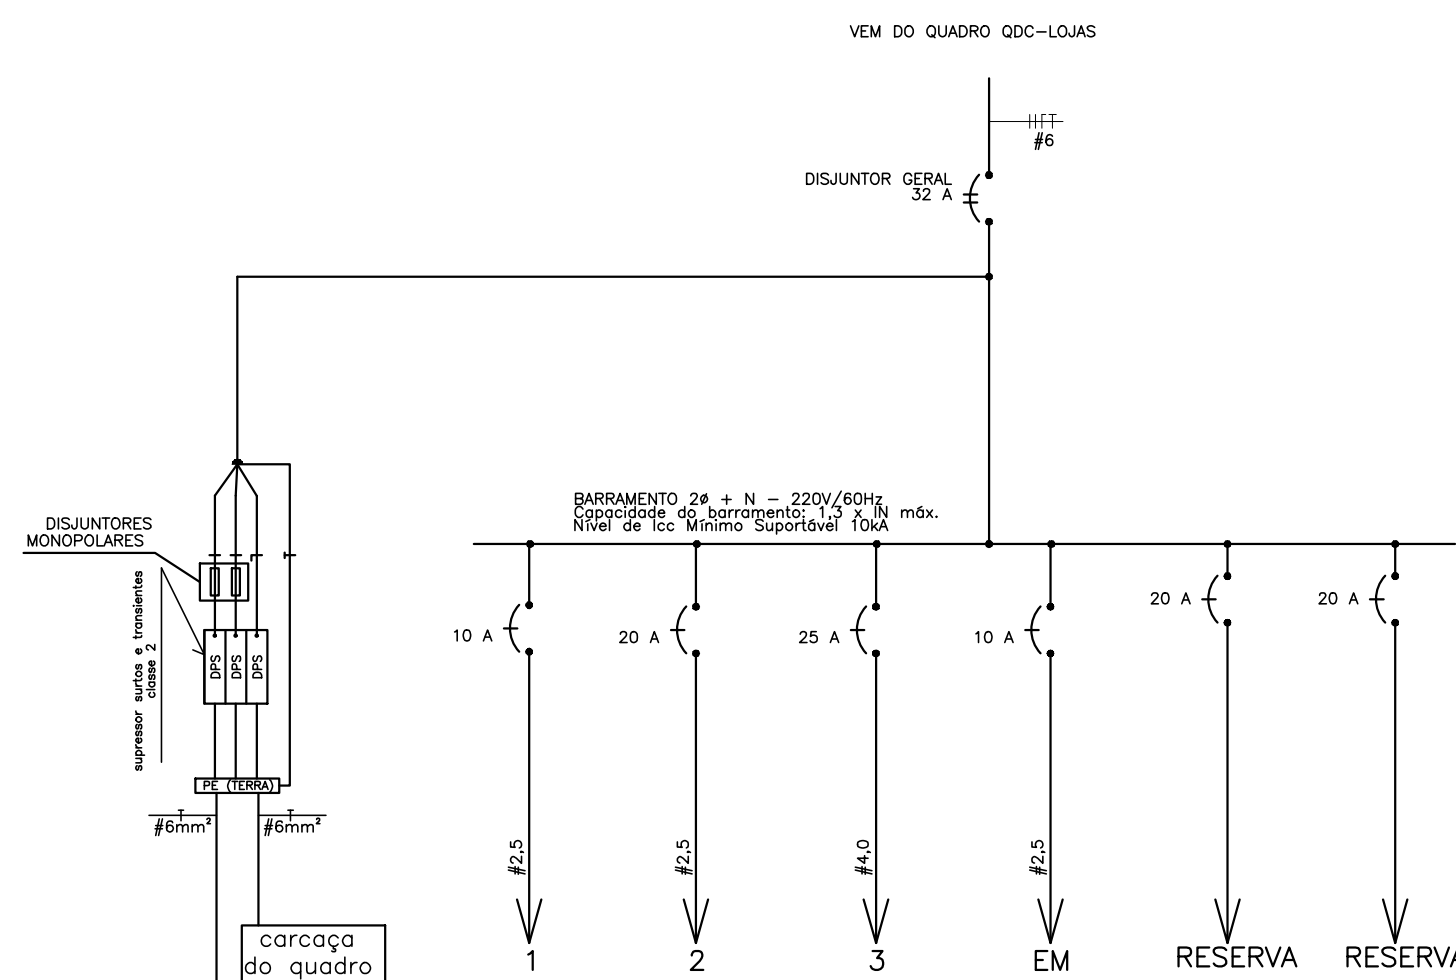 VEM DO QUADRO QDC-LOJAS
#6
DISJUNTOR GERAL
32 A
BARRAMENTO 2ø + N - 220V/60Hz
Capacidade do barramento: 1,3 x IN máx.
Nível de Icc Mínimo Suportável 10kA
DISJUNTORES
MONOPOLARES
supressor surtos e transientes
classe 2
DPS
DPS
DPS
PE (TERRA)
#6mm²
#6mm²
carcaça
do quadro
10 A
20 A
25 A
10 A
20 A
20 A
#2,5
#2,5
#4,0
#2,5
1
2
3
EM
RESERVA
RESERVA